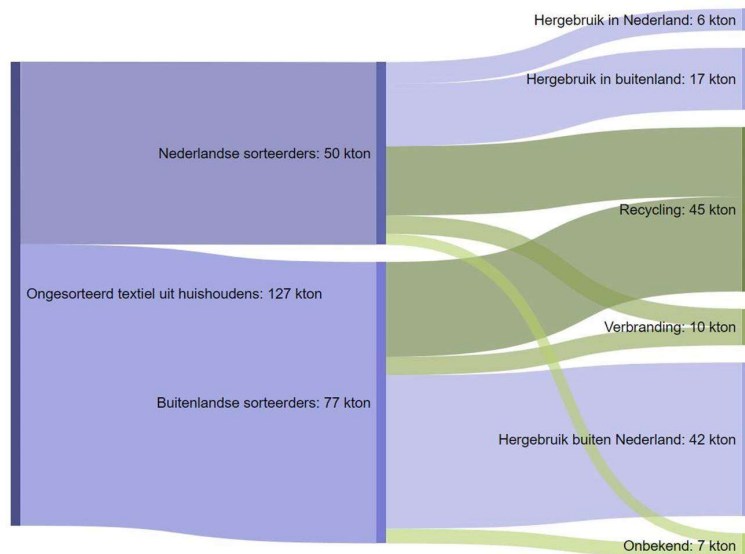 Hergebruik in Nederland: 6 kton
Hergebruik in buitenland: 17 kton
Nederlandse sorteerders: 50 kton
Recycling: 45 kton
Ongesorteerd textiel uit huishoudens: 127 kton
Verbranding: 10 kton
Buitenlandse sorteerders: 77 kton
Hergebruik buiten Nederland: 42 kton
Onbekend: 7 kton